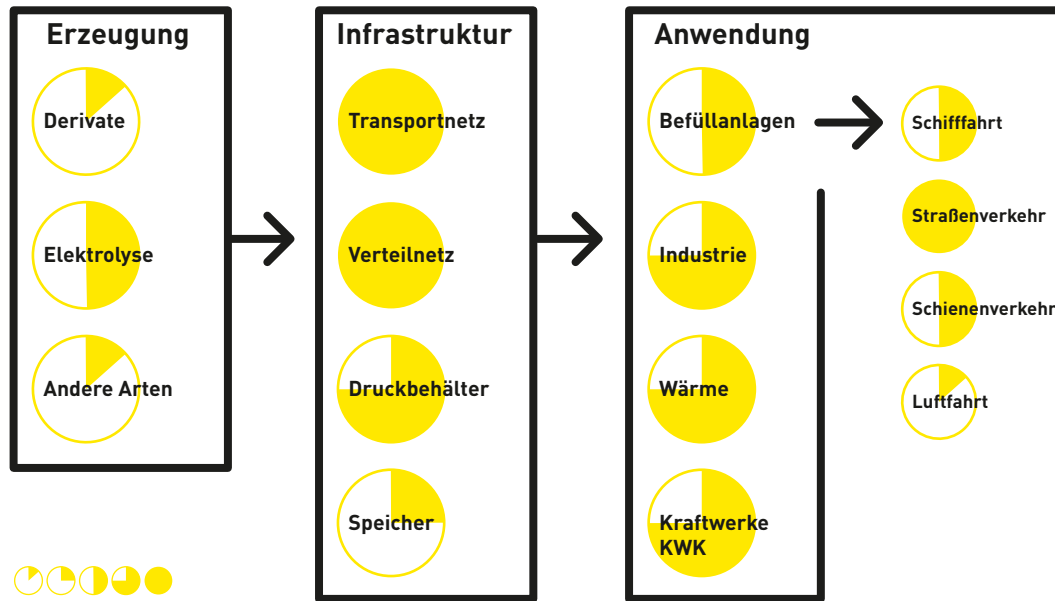 Erzeugung
Derivate
Elektrolyse
Andere Arten
Infrastruktur
Transportnetz
Verteilnetz
Druckbehälter
Speicher
Anwendung
Befüllanlagen
Industrie
Wärme
Kraftwerke
KWK
Schifffahrt
Straßenverkehr
Schienenverkehr
Luftfahrt